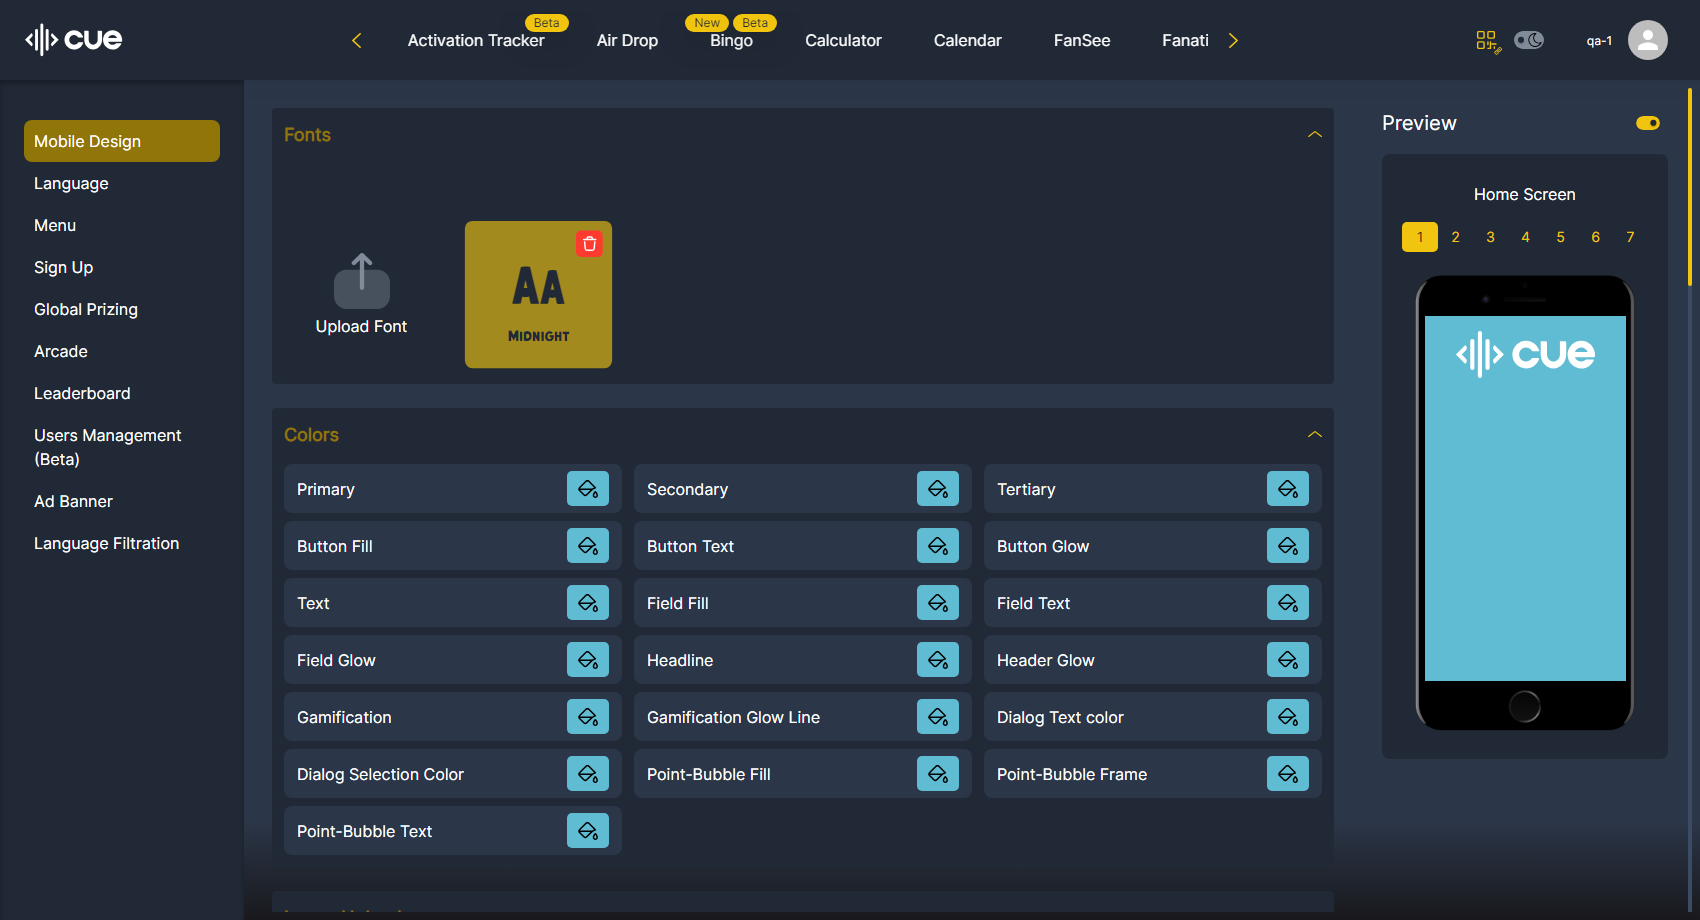 cue
Activation Tracker
Beta
Air Drop
New
Beta
Bingo
Calculator
Calendar
FanSee
Fanati
qa-1
Mobile Design
Language
Menu
Sign Up
Global Prizing
Arcade
Leaderboard
Users Management
(Beta)
Ad Banner
Language Filtration
Fonts
Upload Font
AA
Midnight
Colors
Primary
Secondary
Tertiary
Button Fill
Button Text
Button Glow
Text
Field Fill
Field Text
Field Glow
Headline
Header Glow
Gamification
Gamification Glow Line
Dialog Text color
Dialog Selection Color
Point-Bubble Fill
Point-Bubble Frame
Point-Bubble Text
Preview
Home Screen
1 2 3 4 5 6 7
cue